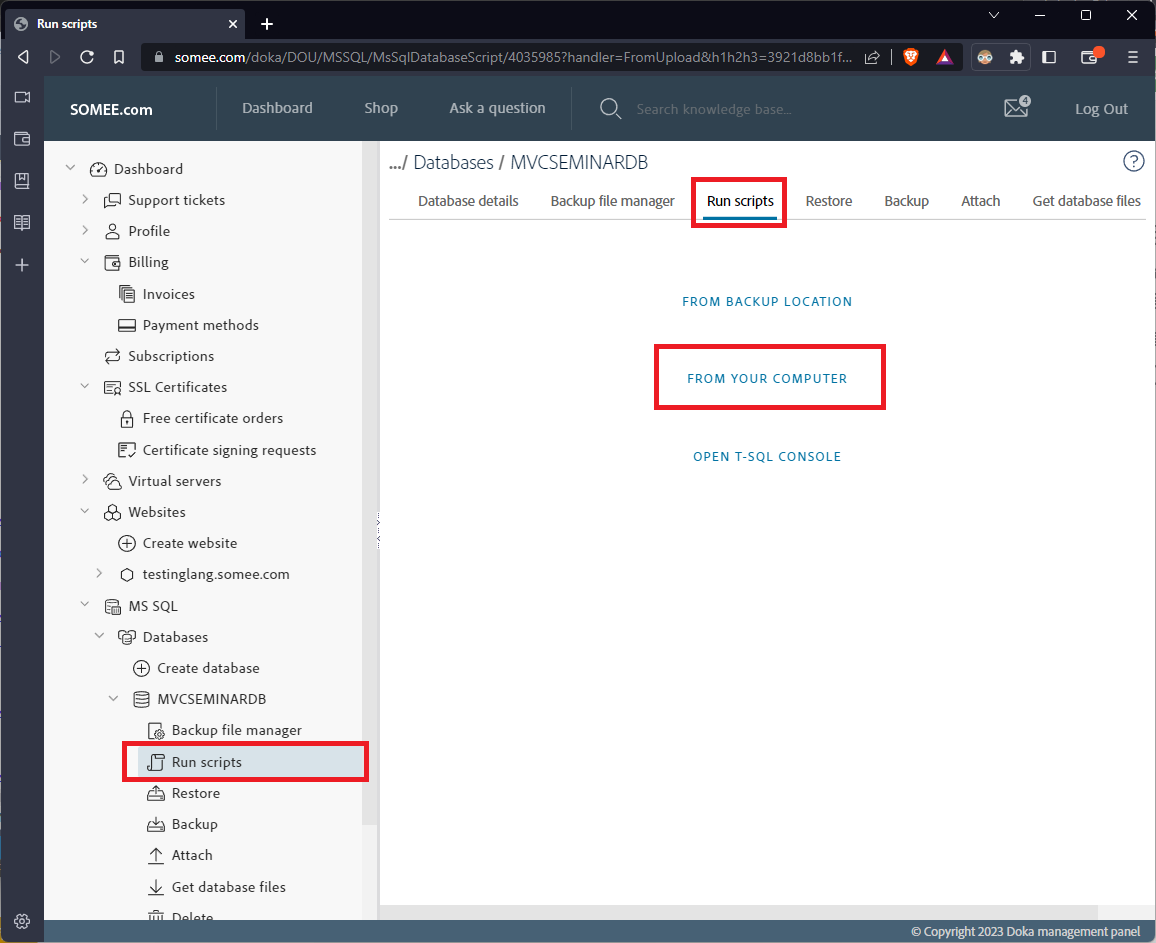 Run scripts
somee.com/doka/DOU/MSSQL/MsSqlDatabaseScript/4035985?handler=FromUpload&h1h2h3=3921d8bb1f...
SOMEE.com
Dashboard
Shop
Ask a question
Search knowledge base...
4
Log Out
Dashboard
Support tickets
Profile
Billing
Invoices
Payment methods
Subscriptions
SSL Certificates
Free certificate orders
Certificate signing requests
Virtual servers
Websites
Create website
testinglang.somee.com
MS SQL
Databases
Create database
MVCSEMINARDB
Backup file manager
Run scripts
Restore
Backup
Attach
Get database files
Delete
.../ Databases / MVCSEMINARDB
?
Database details
Backup file manager
Run scripts
Restore
Backup
Attach
Get database files
FROM BACKUP LOCATION
FROM YOUR COMPUTER
OPEN T-SQL CONSOLE
© Copyright 2023 Doka management panel